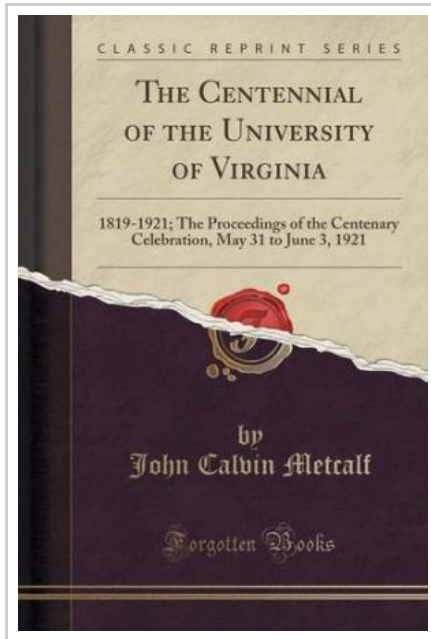 CLASSIC REPRINT SERIES
THE CENTENNIAL
OF THE UNIVERSITY
OF VIRGINIA
1819-1921; The Proceedings of the Centenary
Celebration, May 31 to June 3, 1921
by
John Calvin Metcalf
Forgotten Books